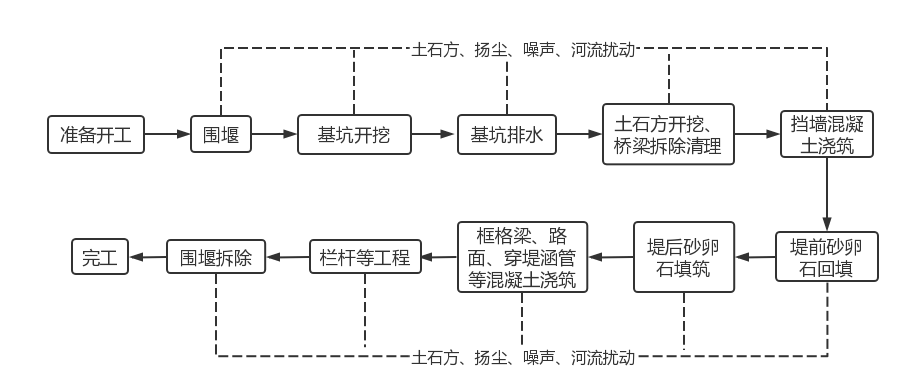 土石方、扬尘、噪声、河流扰动
准备开工
围堰
基坑开挖
基坑排水
土石方开挖、
桥梁拆除清理
挡墙混凝
土浇筑
完工
围堰拆除
栏杆等工程
框格梁、路
面、穿堤涵管
等混凝土浇筑
堤后砂卵
石填筑
堤前砂卵
石回填
土石方、扬尘、噪声、河流扰动